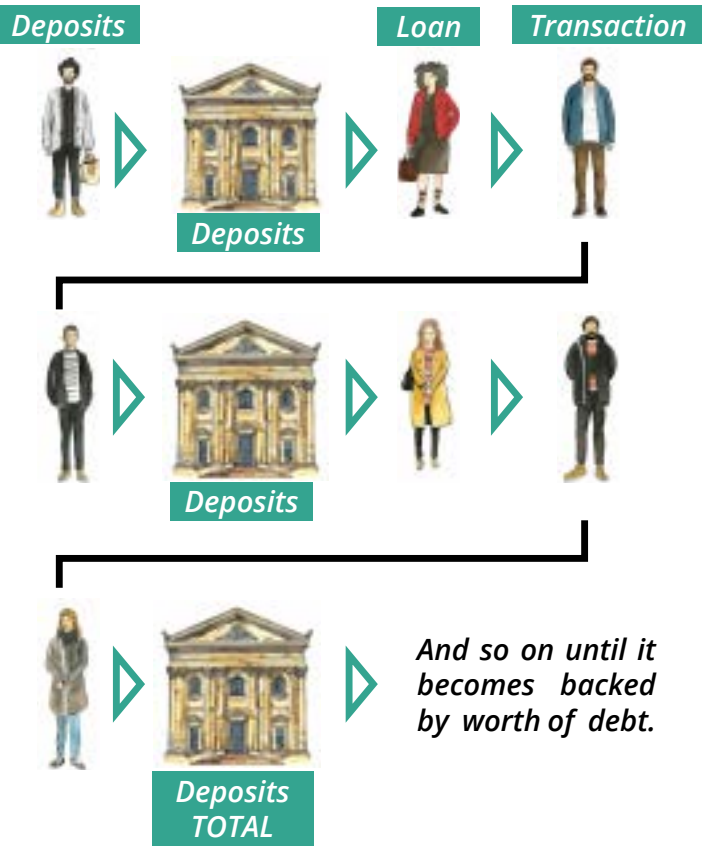 Deposits
Loan
Transaction
Deposits
Deposits
And so on until it
becomes backed
by worth of debt.
Deposits
TOTAL